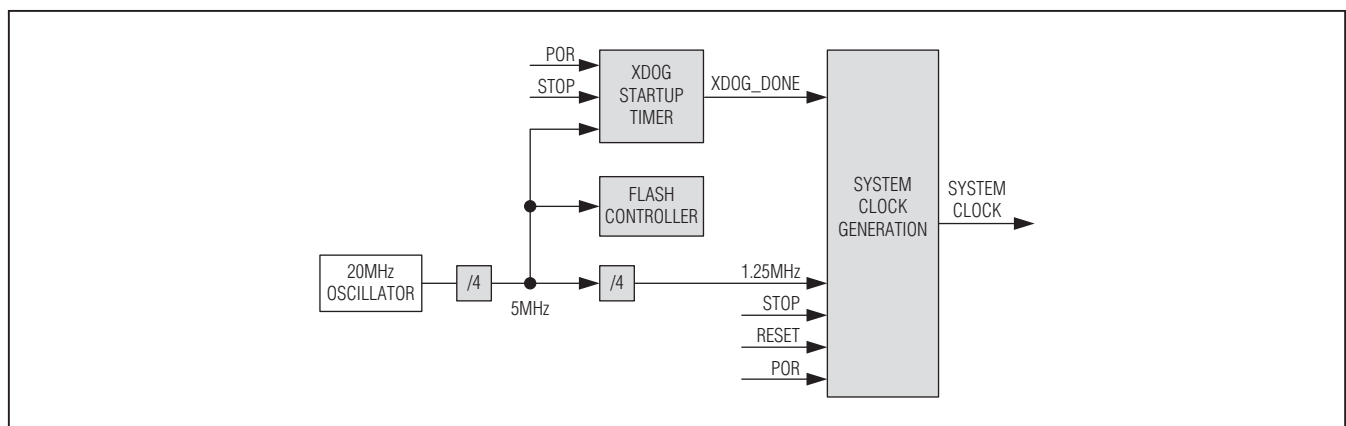 POR
STOP
XDOG
STARTUP
TIMER
XDOG_DONE
FLASH
CONTROLLER
SYSTEM
CLOCK
GENERATION
SYSTEM
CLOCK
20MHz
OSCILLATOR
/4
5MHz
/4
1.25MHz
STOP
RESET
POR